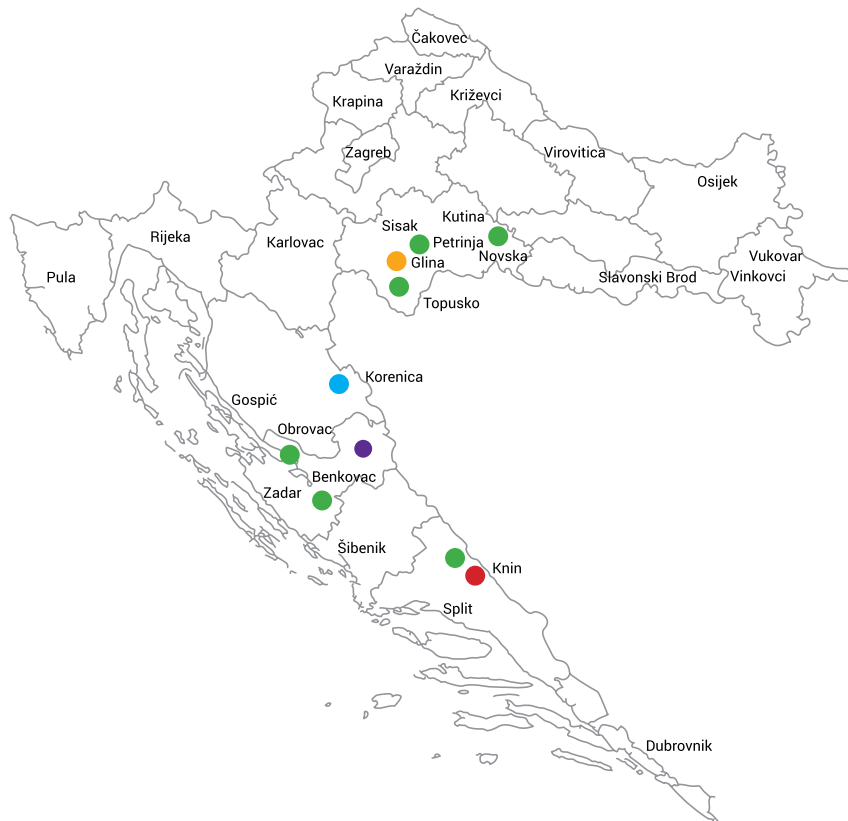 Čakovec
Varaždin
Krapina
Križevci
Zagreb
Virovitica
Osijek
Kutina
Sisak
Rijeka
Karlovac
Petrinja
Novska
Vukovar
Glina
Pula
Slavonski Brod
Vinkovci
Topusko
Korenica
Gospić
Obrovac
Benkovac
Zadar
Šibenik
Knin
Split
Dubrovnik